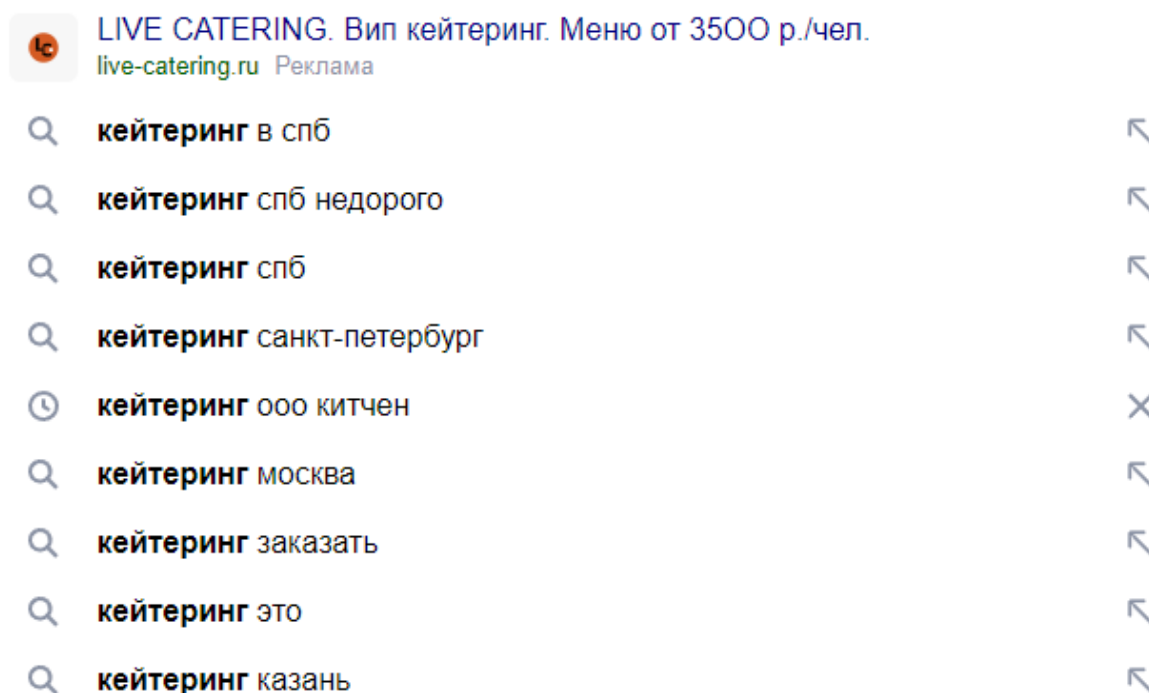 LC
LIVE CATERING. Вип кейтеринг. Меню от 35OO р./чел.
live-catering.ru Реклама
кейтеринг в спб
кейтеринг спб недорого
кейтеринг спб
кейтеринг санкт-петербург
кейтеринг ооо китчен
кейтеринг москва
кейтеринг заказать
кейтеринг это
кейтеринг казань